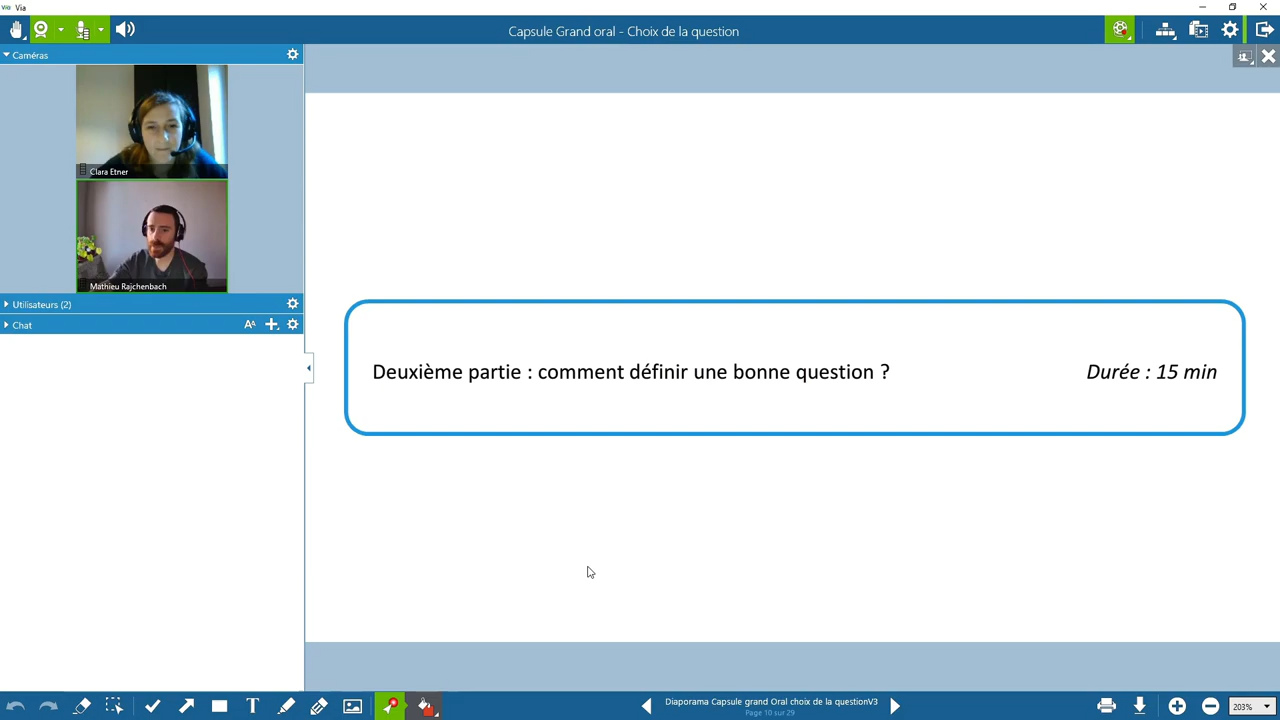 Via
Capsule Grand oral - Choix de la question
Caméras
Clara Etner
Mathieu Rajchenbach
Utilisateurs (2)
Chat
Deuxième partie : comment définir une bonne question ?
Durée : 15 min
Diaporama Capsule grand Oral choix de la questionV3
Page 10 sur 29
203%